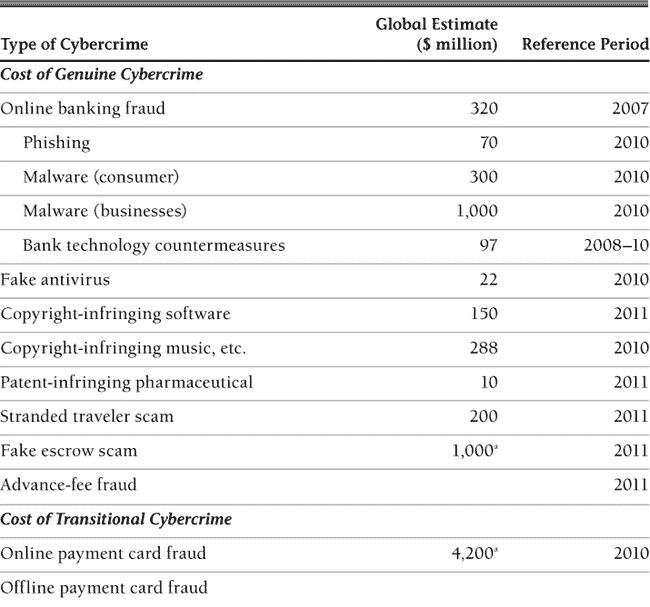 Type of Cybercrime Global Estimate ($ million) Reference Period
Cost of Genuine Cybercrime
Online banking fraud 320 2007
Phishing 70 2010
Malware (consumer) 300 2010
Malware (businesses) 1,000 2010
Bank technology countermeasures 97 2008–10
Fake antivirus 22 2010
Copyright-infringing software 150 2011
Copyright-infringing music, etc. 288 2010
Patent-infringing pharmaceutical 10 2011
Stranded traveler scam 200 2011
Fake escrow scam 1,000ᵃ 2011
Advance-fee fraud 2011
Cost of Transitional Cybercrime
Online payment card fraud 4,200ᵃ 2010
Offline payment card fraud